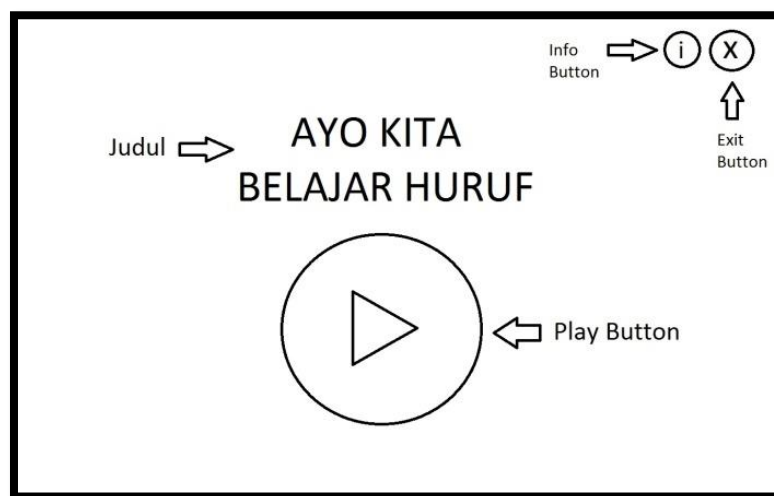 Info
Button
i
X
Exit
Button
Judul
AYO KITA
BELAJAR HURUF
Play Button